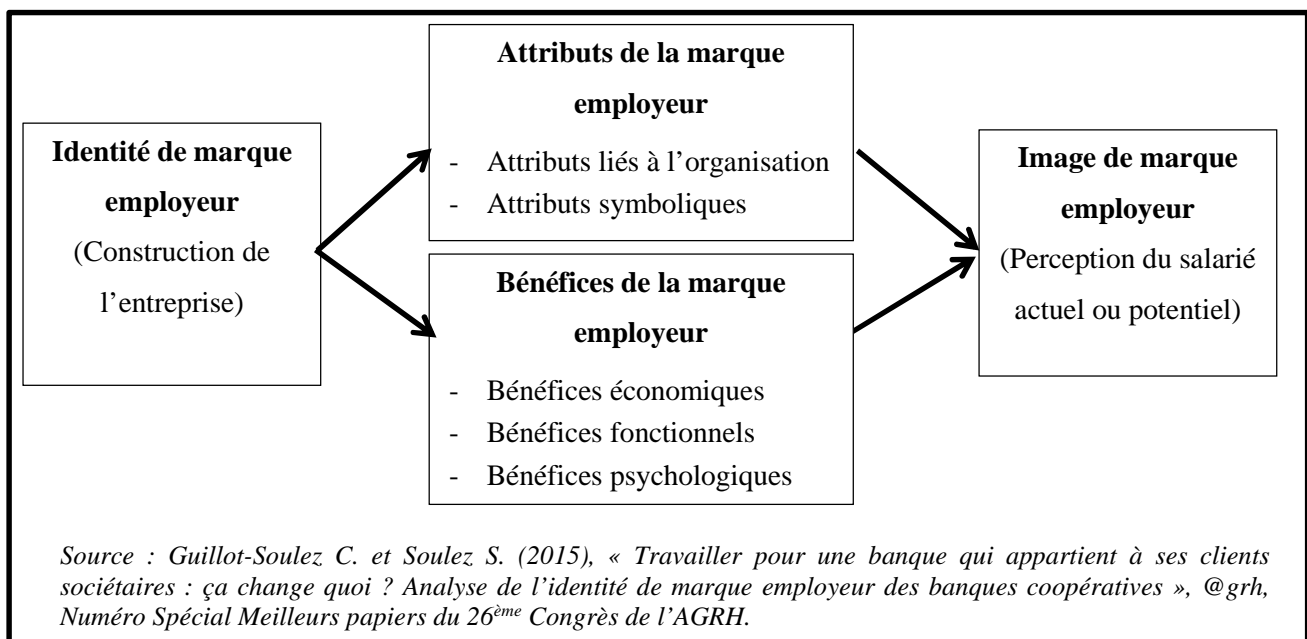 Identité de marque
employeur
(Construction de
l’entreprise)
Attributs de la marque
employeur
- Attributs liés à l’organisation
- Attributs symboliques
Bénéfices de la marque
employeur
- Bénéfices économiques
- Bénéfices fonctionnels
- Bénéfices psychologiques
Image de marque
employeur
(Perception du salarié
actuel ou potentiel)
Source : Guillot-Soulez C. et Soulez S. (2015), « Travailler pour une banque qui appartient à ses clients
sociétaires : ça change quoi ? Analyse de l’identité de marque employeur des banques coopératives », @grh,
Numéro Spécial Meilleurs papiers du 26ème Congrès de l’AGRH.